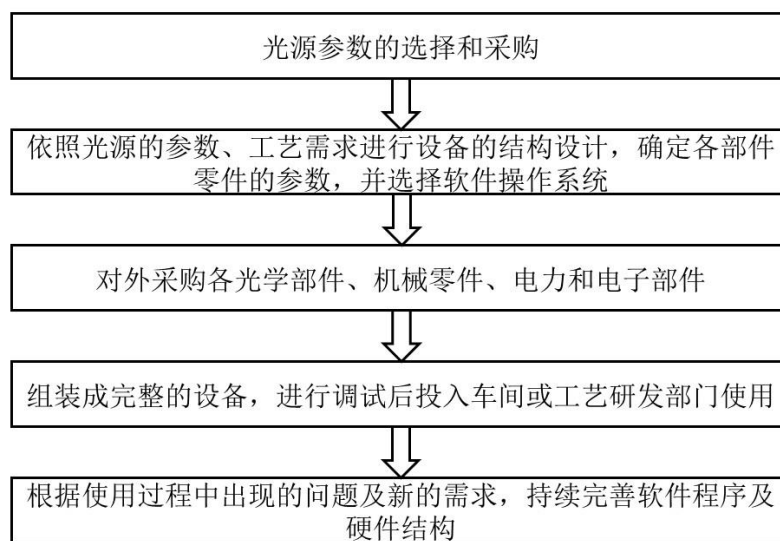 光源参数的选择和采购
依照光源的参数、工艺需求进行设备的结构设计，确定各部件
零件的参数，并选择软件操作系统
对外采购各光学部件、机械零件、电力和电子部件
组装成完整的设备，进行调试后投入车间或工艺研发部门使用
根据使用过程中出现的问题及新的需求，持续完善软件程序及
硬件结构